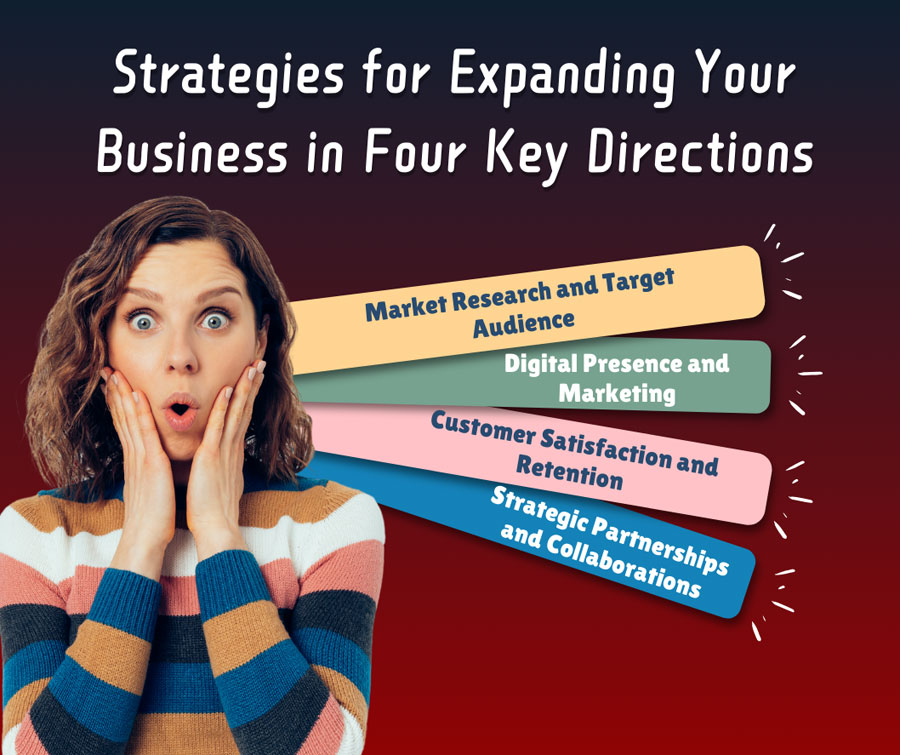 Strategies for Expanding Your
Business in Four Key Directions
Market Research and Target
Audience
Digital Presence and
Marketing
Customer Satisfaction and
Retention
Strategic Partnerships
and Collaborations